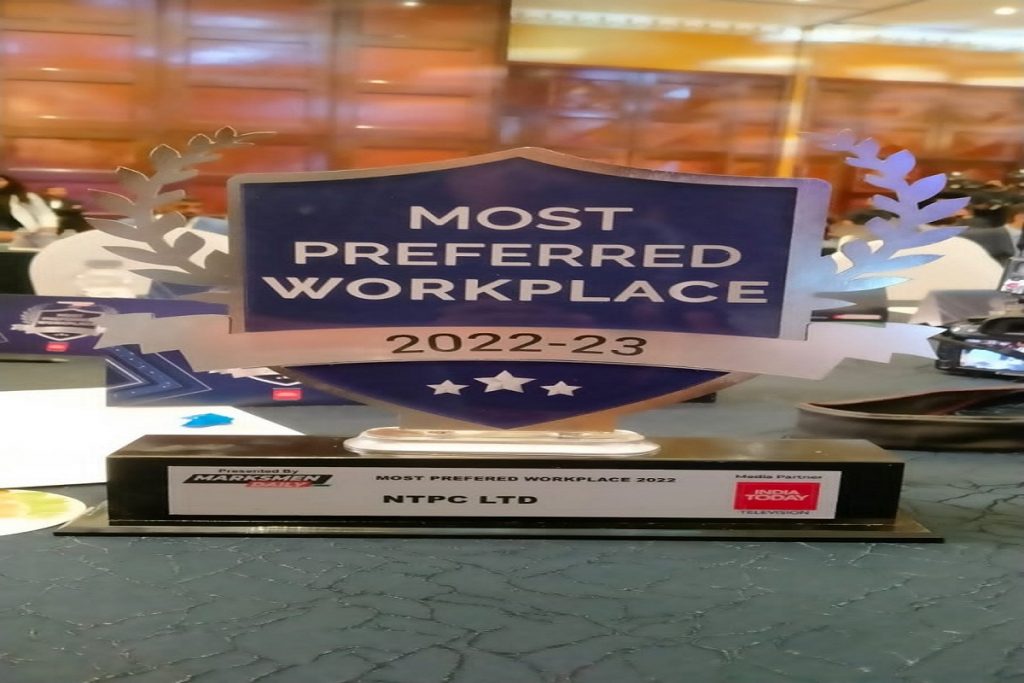 MOST
PREFERRED
WORKPLACE
2022-23
Presented By
MARKSMEN
DAILY
MOST PREFERED WORKPLACE 2022
NTPC LTD
Media Partner
INDIA
TODAY
TELEVISION